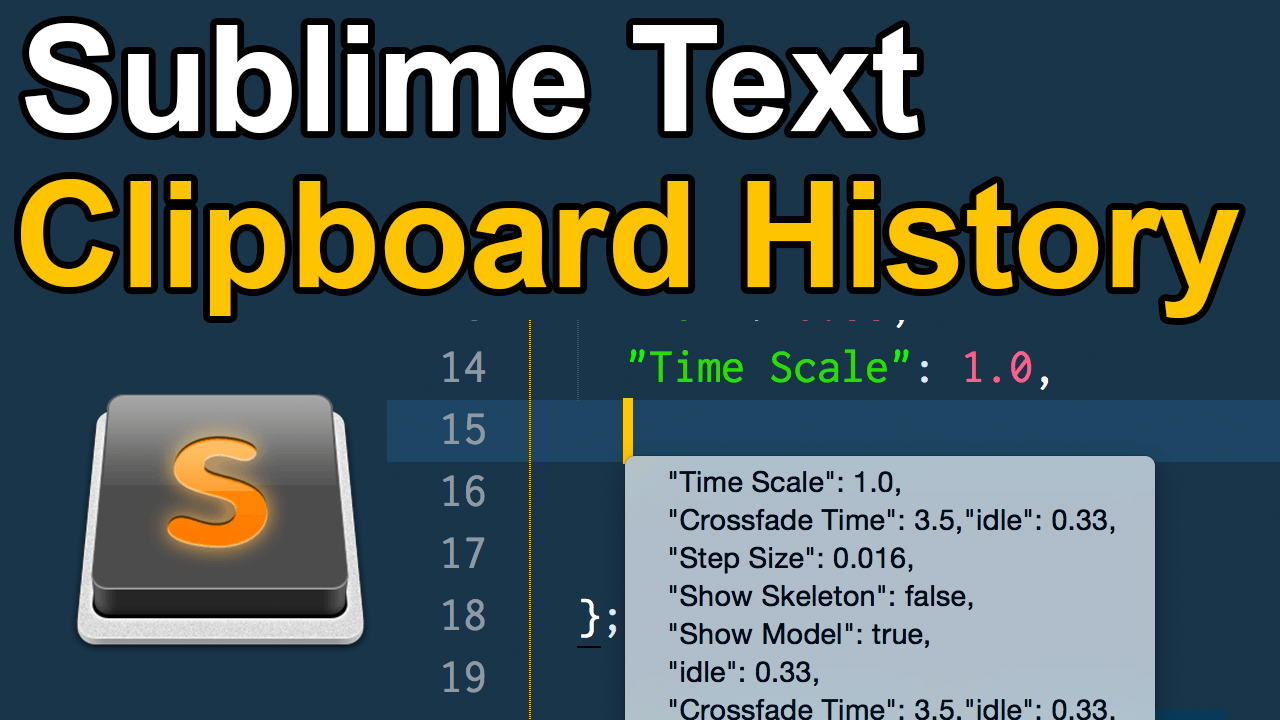 Sublime Text
Clipboard History
14 "Time Scale": 1.0,
15
S
"Time Scale": 1.0,
16
"Crossfade Time": 3.5,"idle": 0.33,
17
"Step Size": 0.016,
"Show Skeleton": false,
18 };
"Show Model": true,
19
"idle": 0.33,
"Crossfade Time": 3.5,"idle": 0.33,